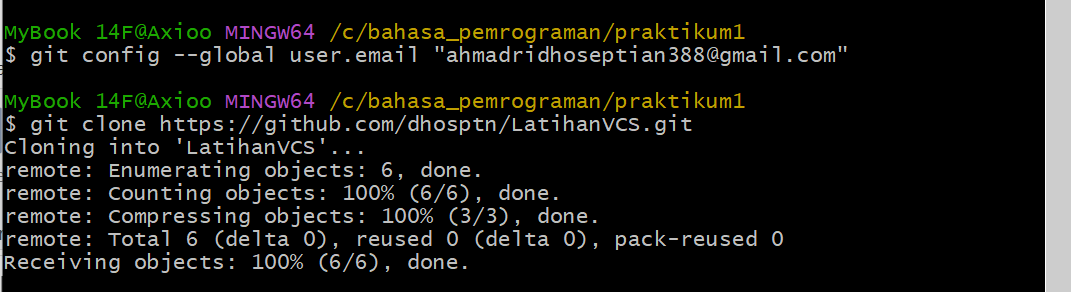 MyBook 14F@Axioo MINGW64 /c/bahasa_pemrograman/praktikum1
$ git config --global user.email "ahmadridhoseptian388@gmail.com"
MyBook 14F@Axioo MINGW64 /c/bahasa_pemrograman/praktikum1
$ git clone https://github.com/dhosptn/LatihanVCS.git
Cloning into 'LatihanVCS'...
remote: Enumerating objects: 6, done.
remote: Counting objects: 100% (6/6), done.
remote: Compressing objects: 100% (3/3), done.
remote: Total 6 (delta 0), reused 0 (delta 0), pack-reused 0
Receiving objects: 100% (6/6), done.